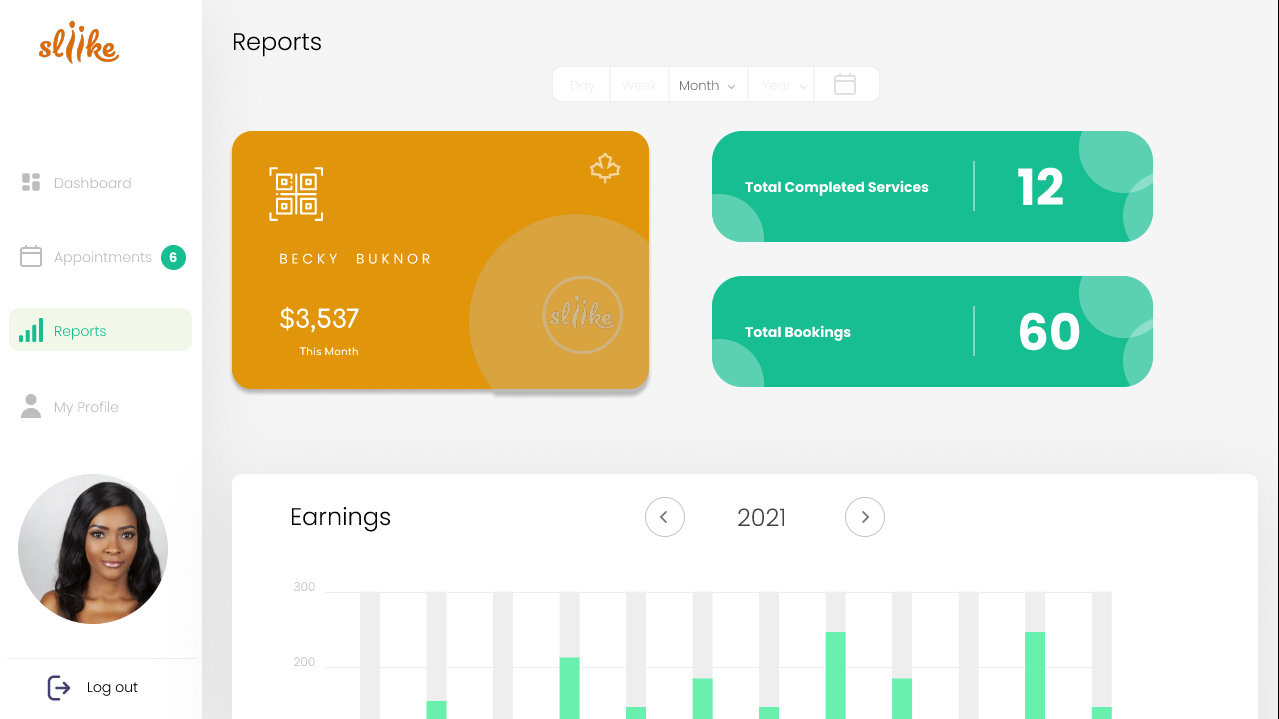 sliike
Reports
Day Week Month Year
Dashboard
Appointments 6
Reports
My Profile
Log out
BECKY BUKNOR
$3,537
This Month
sliike
Total Completed Services 12
Total Bookings 60
Earnings
2021
300
200